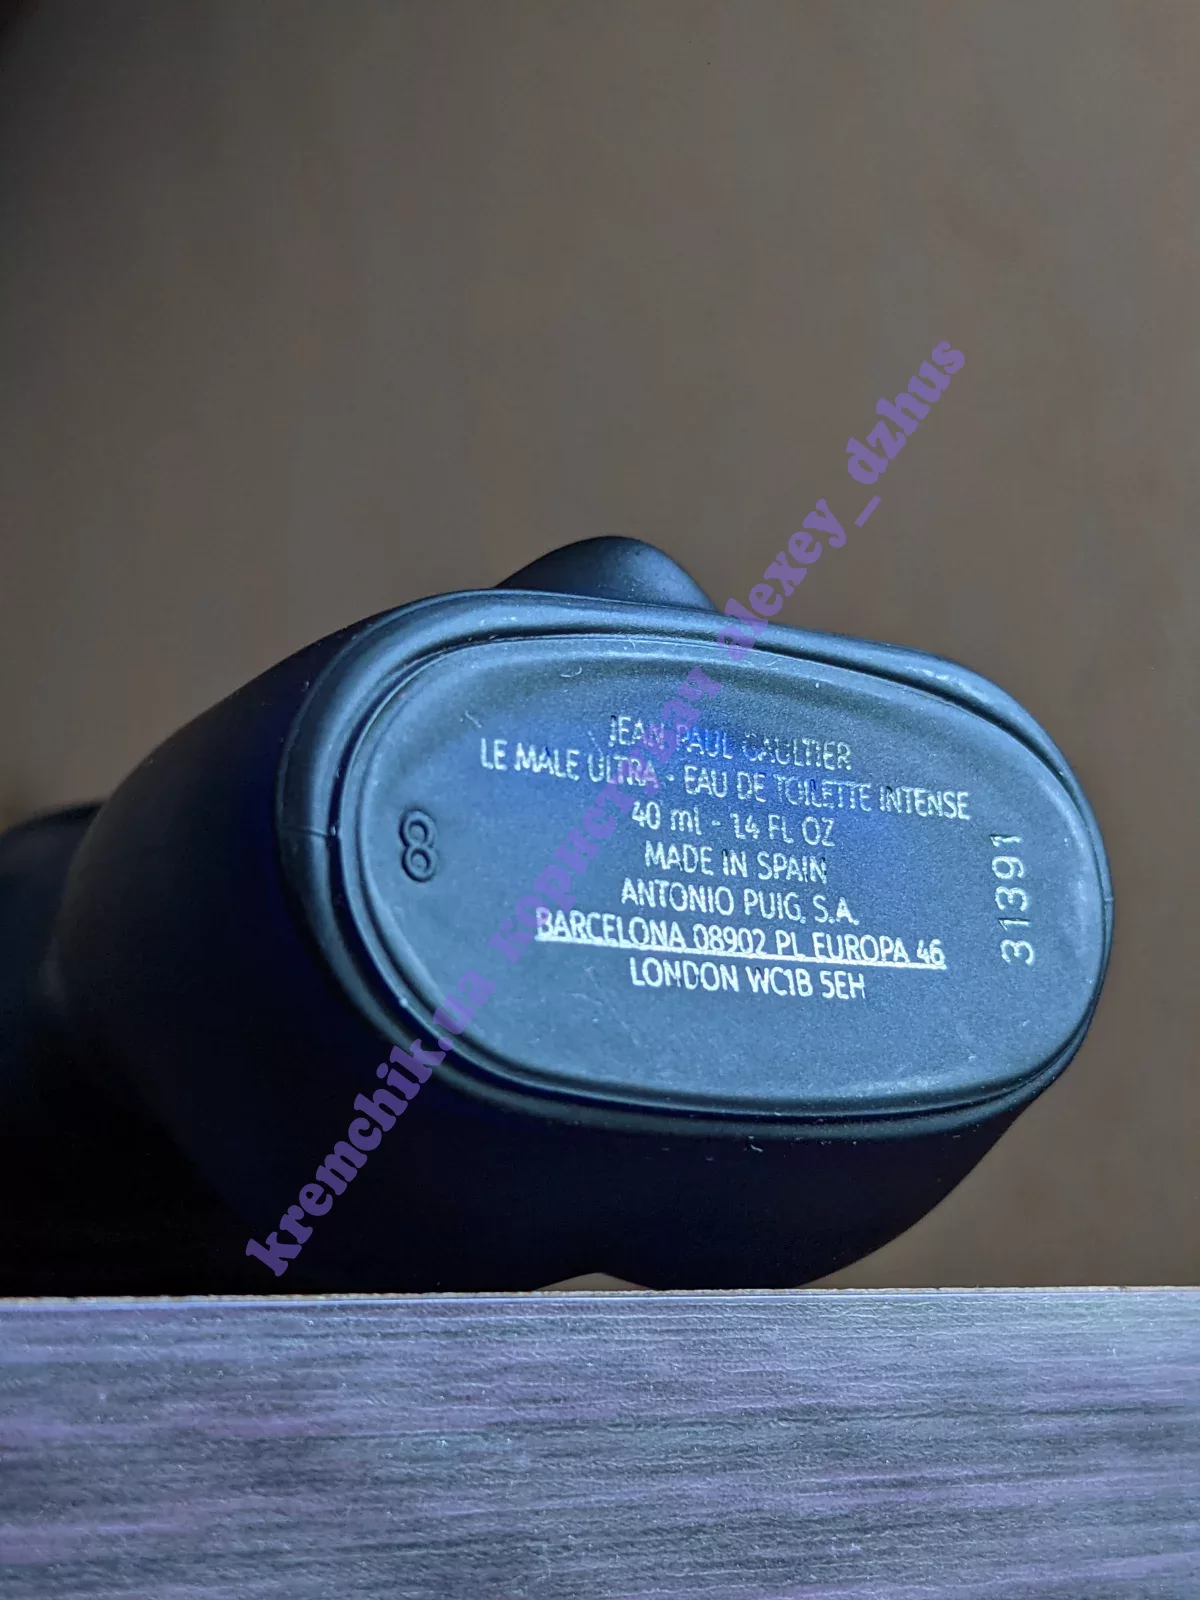 JEAN PAUL GAULTIER
LE MALE ULTRA - EAU DE TOILETTE INTENSE
40 ml - 1.4 FL OZ
MADE IN SPAIN
ANTONIO PUIG, S.A.
BARCELONA 08902 PL EUROPA 46
LONDON WC1B 5EH
8
31391
kremchik.ua користувач alexey_dzhus